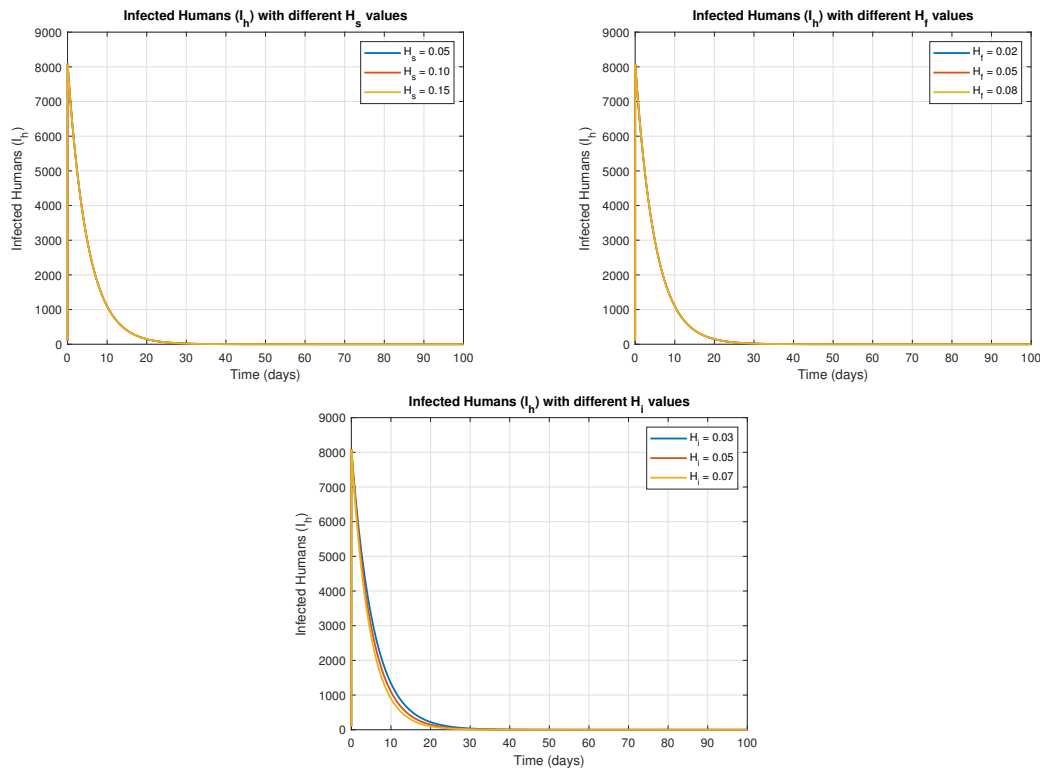 Infected Humans (I_h) with different H_s values
9000
8000
7000
6000
5000
4000
3000
2000
1000
0
Infected Humans (I_h)
H_s = 0.05
H_s = 0.10
H_s = 0.15
0 10 20 30 40 50 60 70 80 90 100
Time (days)
Infected Humans (I_h) with different H_f values
9000
8000
7000
6000
5000
4000
3000
2000
1000
0
Infected Humans (I_h)
H_f = 0.02
H_f = 0.05
H_f = 0.08
0 10 20 30 40 50 60 70 80 90 100
Time (days)
Infected Humans (I_h) with different H_i values
9000
8000
7000
6000
5000
4000
3000
2000
1000
0
Infected Humans (I_h)
H_i = 0.03
H_i = 0.05
H_i = 0.07
0 10 20 30 40 50 60 70 80 90 100
Time (days)